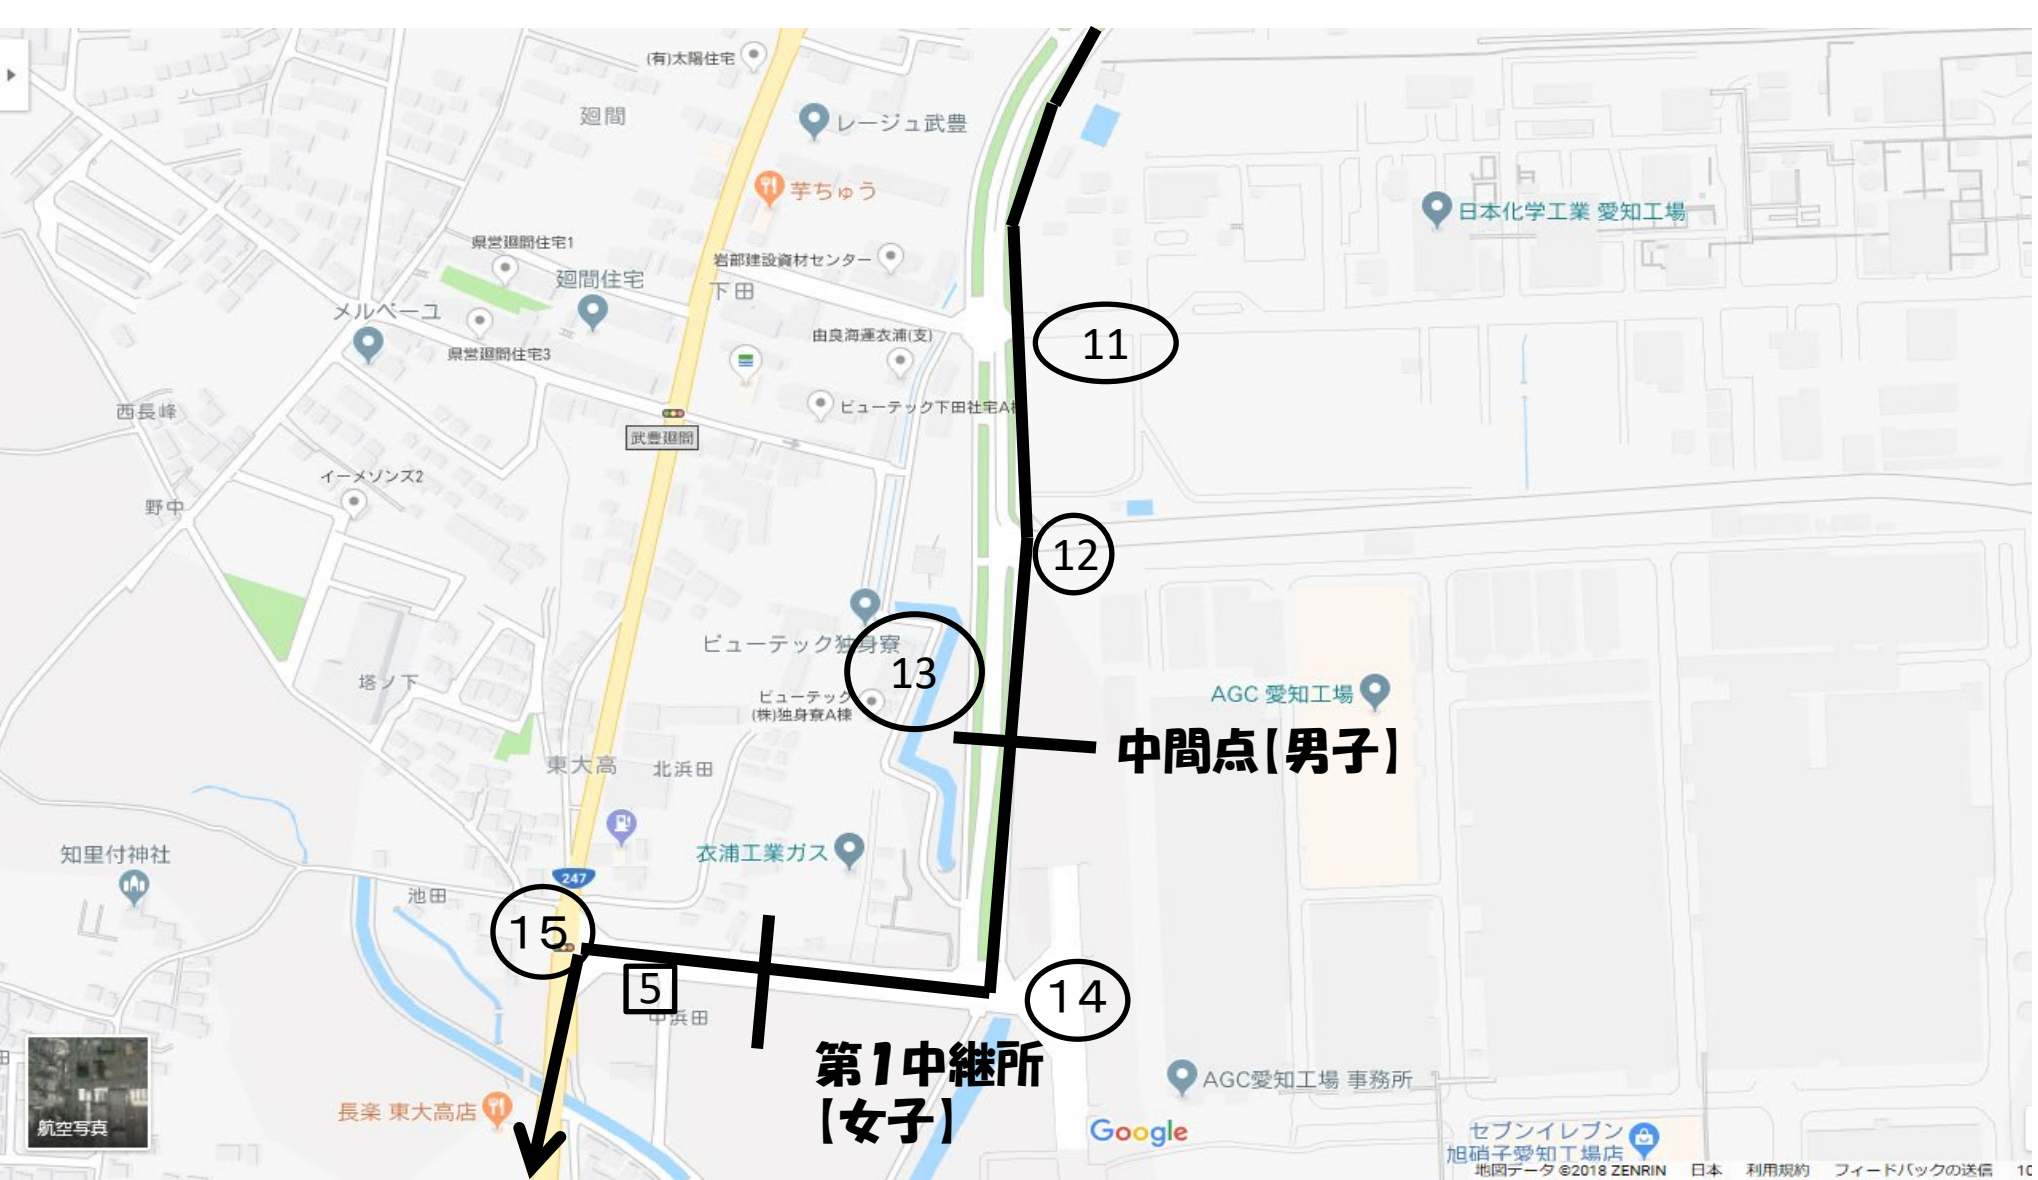 (有)太陽住宅
廻間
レージュ武豊
芋ちゅう
日本化学工業 愛知工場
県営廻間住宅1
岩部建設資材センター
廻間住宅
下田
メルベーユ
由良海運衣浦(支)
11
県営廻間住宅3
西長峰
ビューテック下田社宅A
武豊廻間
イーメゾンズ2
野中
12
ビューテック独身寮
13
塔ノ下
ビューテック
(株)独身寮A棟
AGC 愛知工場
中間点【男子】
東大高
北浜田
知里付神社
衣浦工業ガス
247
池田
15
5
14
中浜田
第1中継所
【女子】
AGC愛知工場 事務所
長楽 東大高店
航空写真
Google
セブンイレブン
旭硝子愛知工場店
地図データ ©2018 ZENRIN 日本 利用規約 フィードバックの送信 10